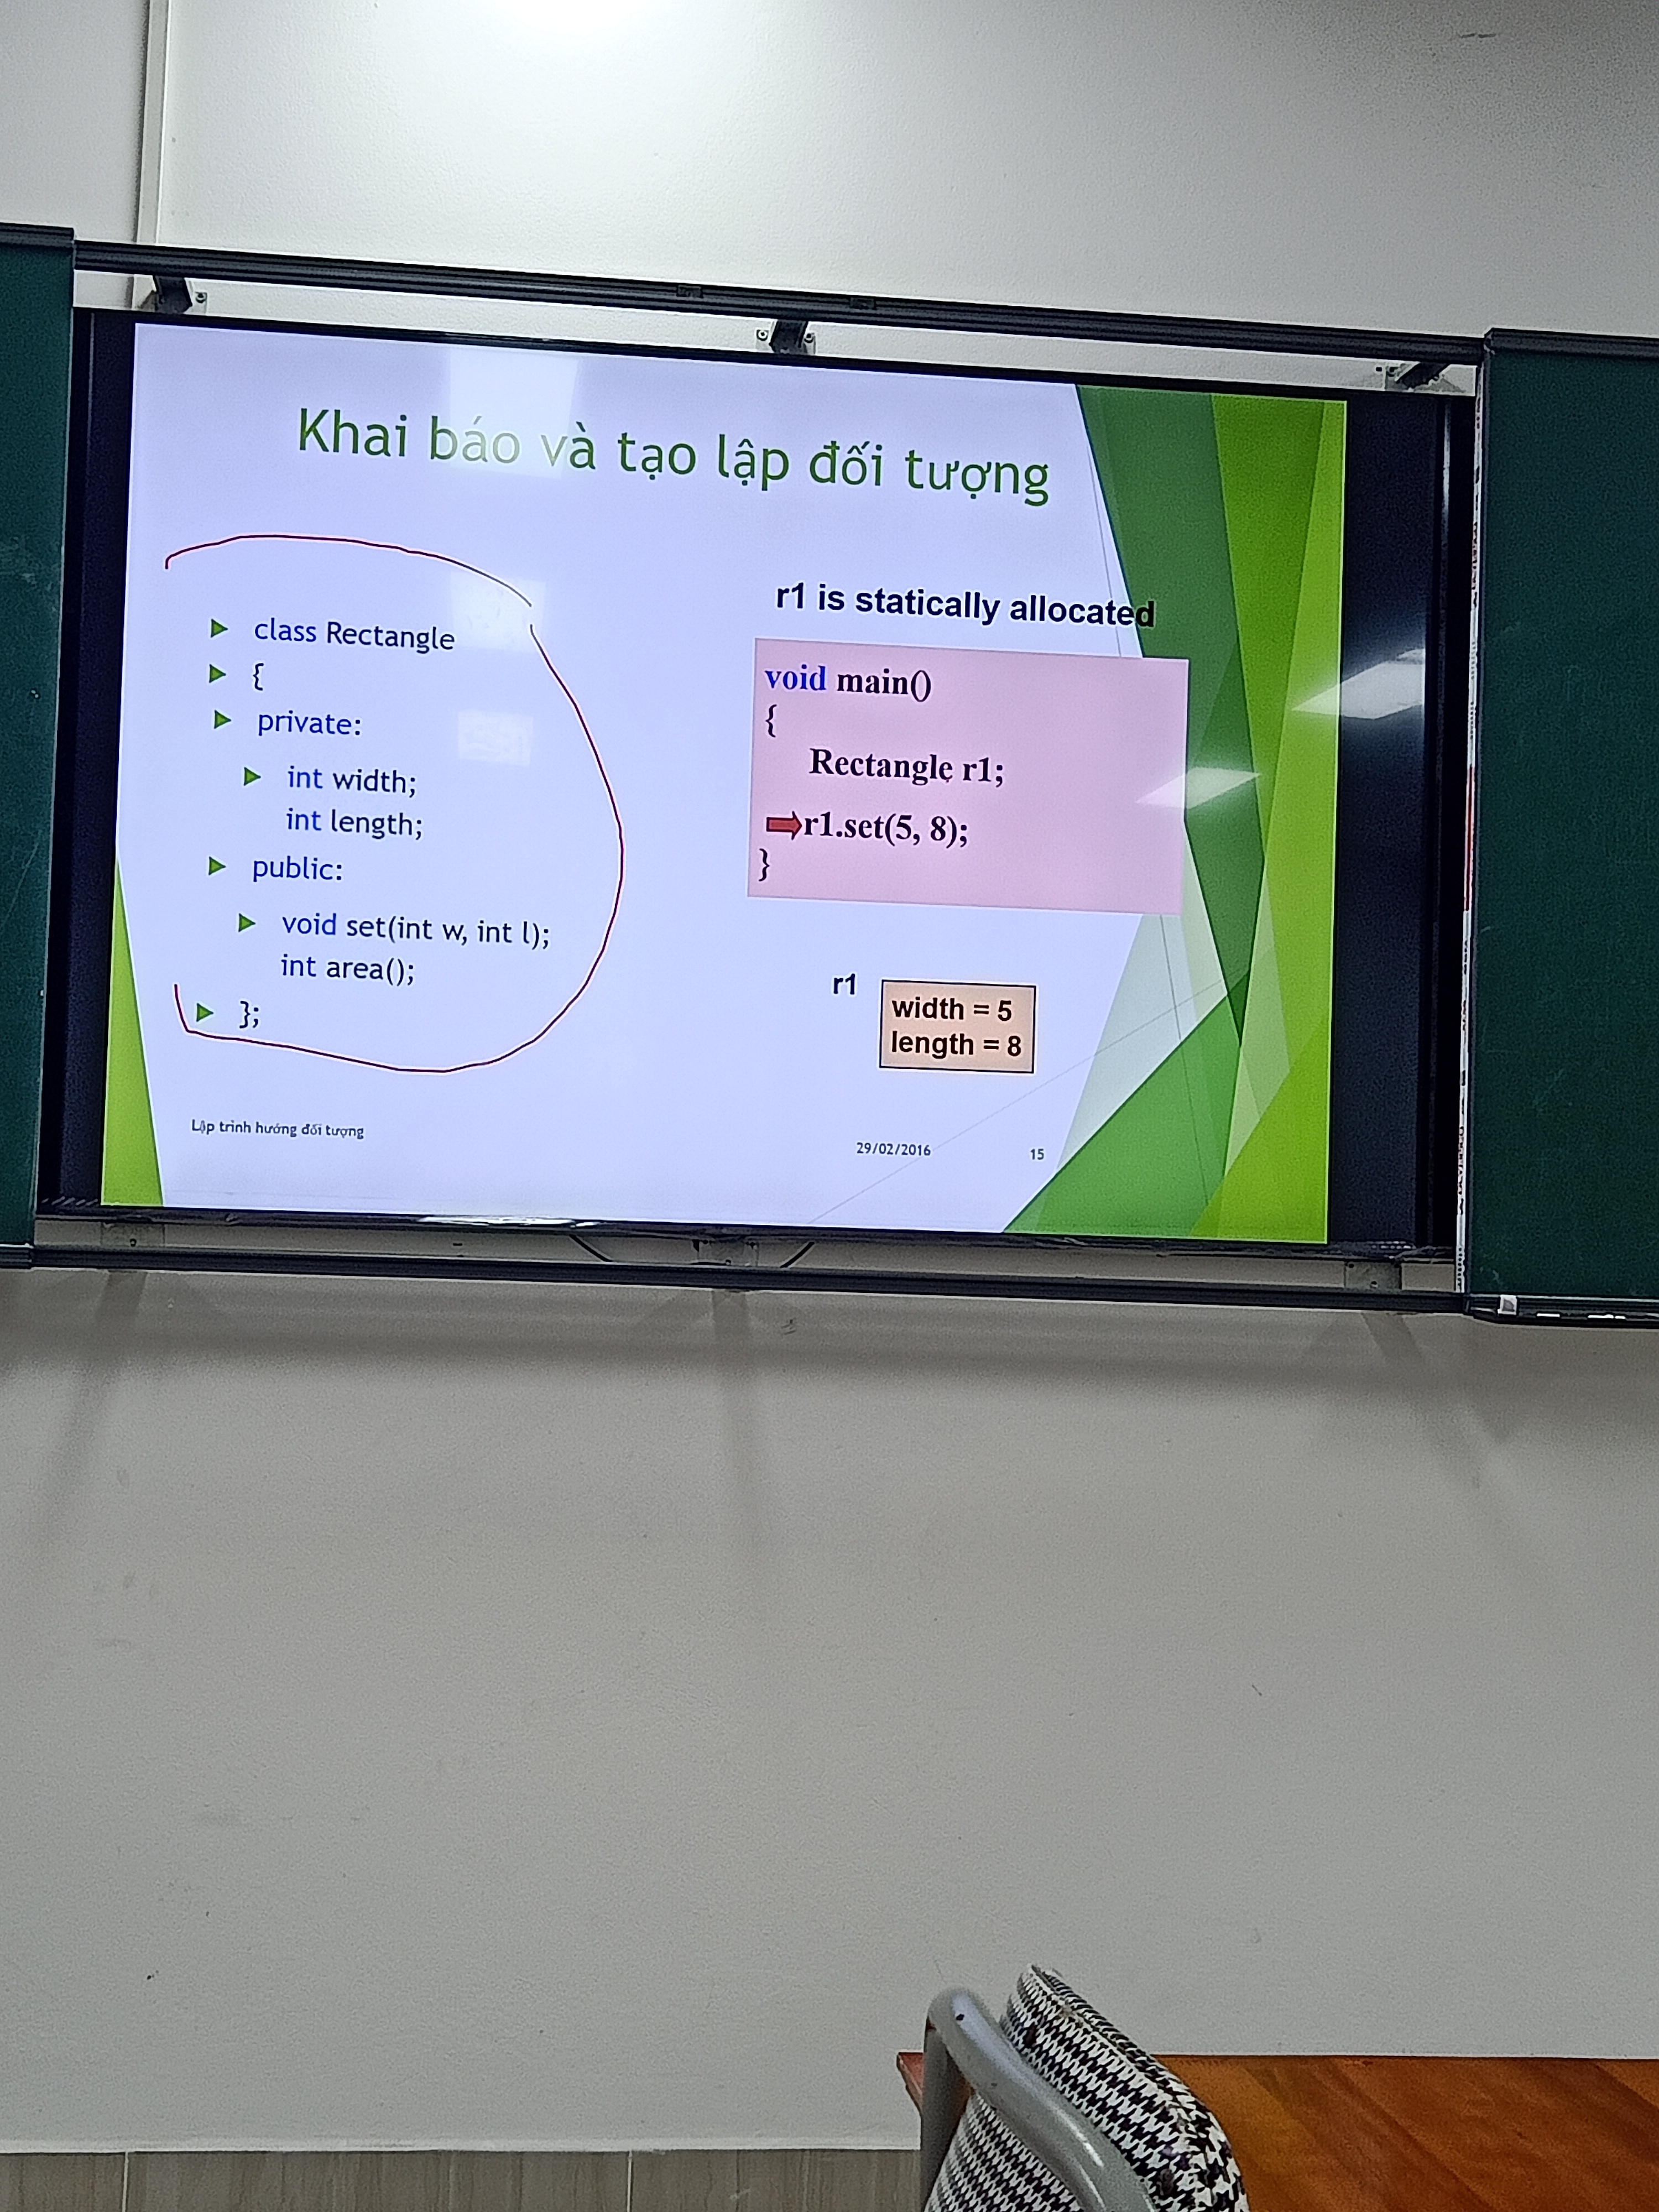 Khai báo và tạo lập đối tượng
class Rectangle
{
private:
int width;
int length;
public:
void set(int w, int l);
int area();
};
r1 is statically allocated
void main()
{
Rectangle r1;
r1.set(5, 8);
}
r1
width = 5
length = 8
Lập trình hướng đối tượng
29/02/2016
15